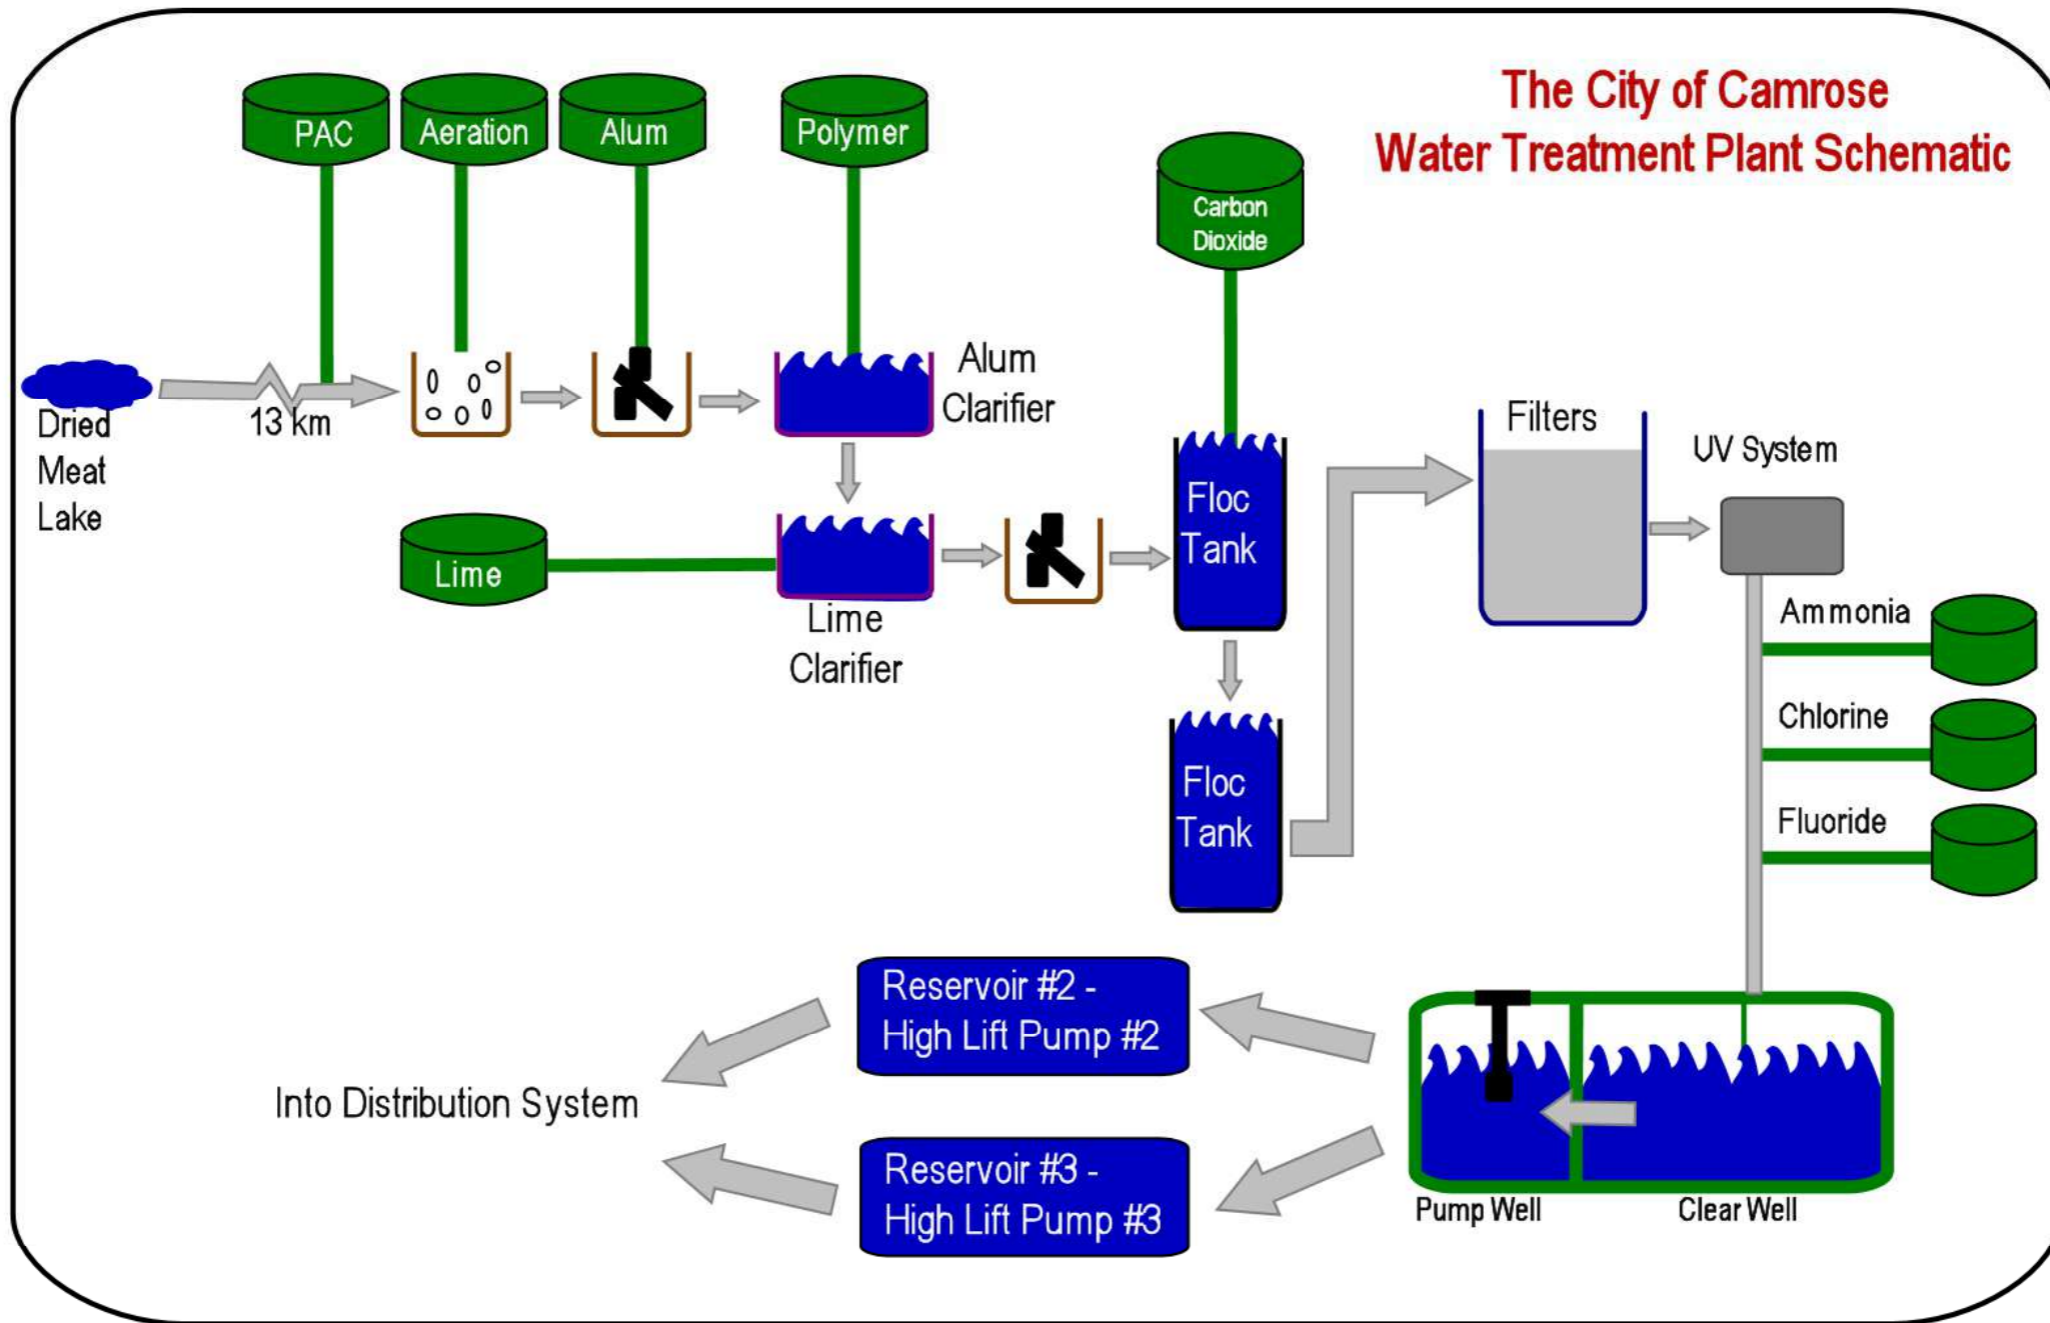 The City of Camrose
Water Treatment Plant Schematic
PAC
Aeration
Alum
Polymer
Carbon
Dioxide
Dried
Meat
Lake
13 km
Alum
Clarifier
Lime
Lime
Clarifier
Floc
Tank
Floc
Tank
Filters
UV System
Ammonia
Chlorine
Fluoride
Reservoir #2 -
High Lift Pump #2
Into Distribution System
Reservoir #3 -
High Lift Pump #3
Pump Well
Clear Well